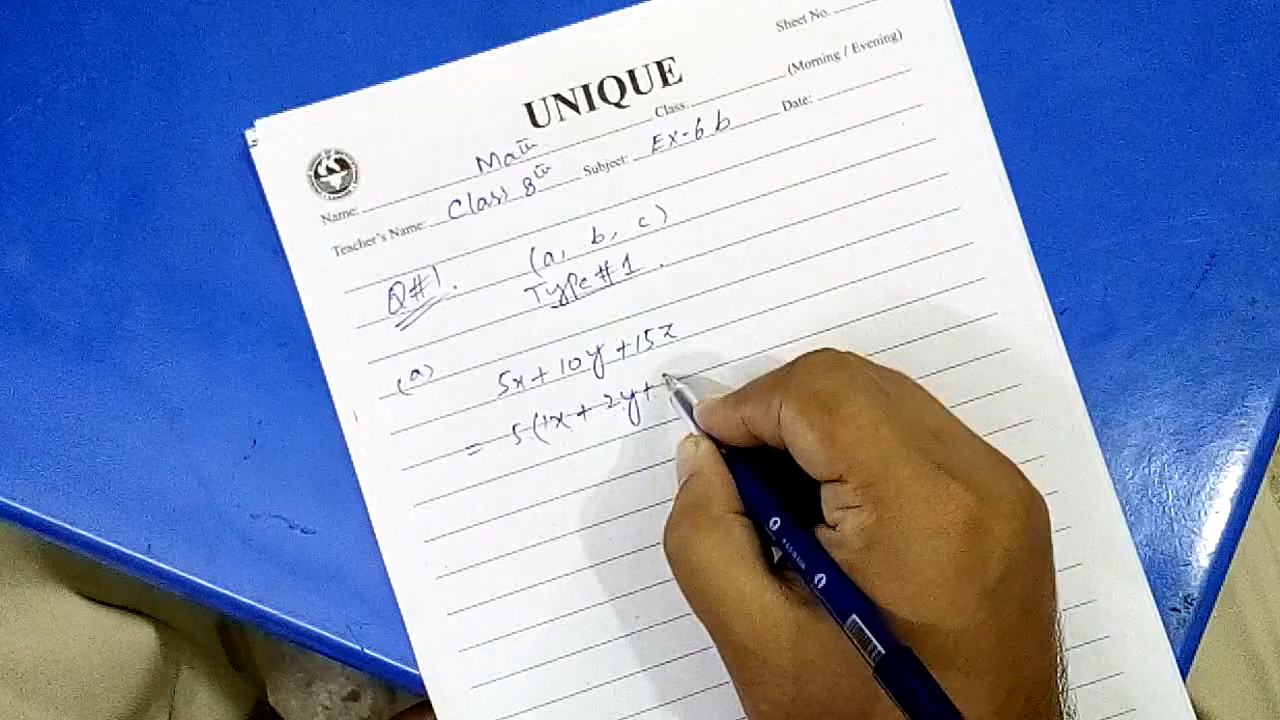 Sheet No.
UNIQUE
Class. (Morning / Evening)
Name: Math
Subject: Ex-6 b Date:
Teacher's Name: Class 8th
Q#1. (a, b, c)
Type # 1.
(a) 5x + 10y + 15z
= 5(1x + 2y +